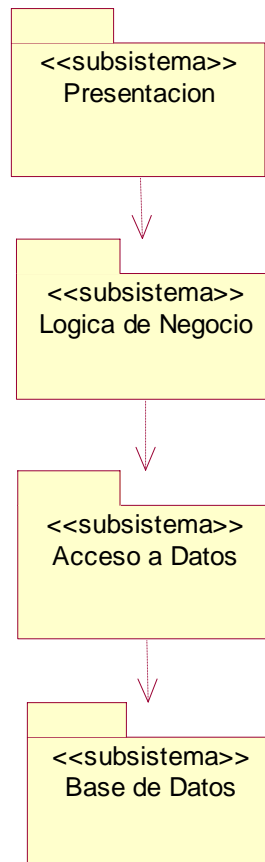 <<subsistema>>
Presentacion
<<subsistema>>
Logica de Negocio
<<subsistema>>
Acceso a Datos
<<subsistema>>
Base de Datos